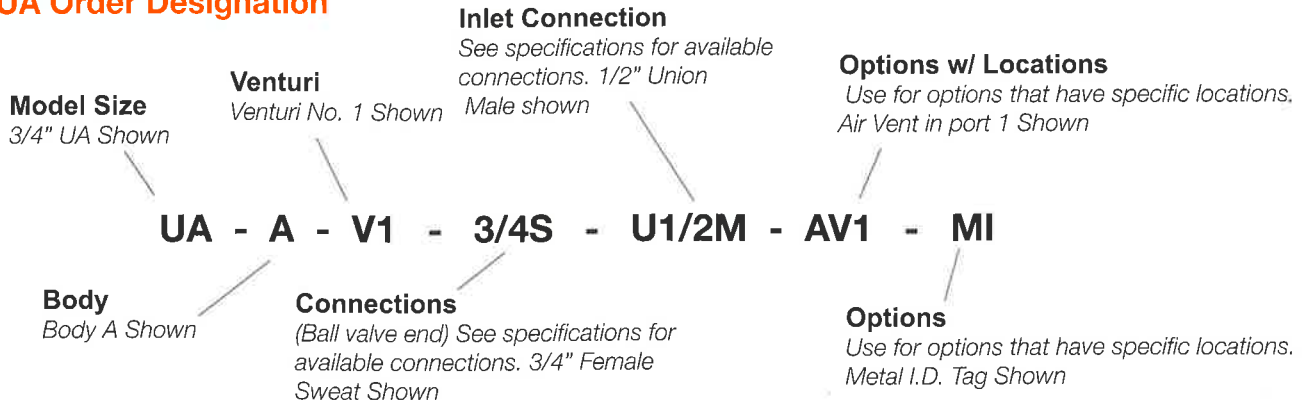 UA Order Designation
Inlet Connection
See specifications for available
connections. 1/2" Union
Male shown
Options w/ Locations
Use for options that have specific locations.
Air Vent in port 1 Shown
Venturi
Venturi No. 1 Shown
Model Size
3/4" UA Shown
UA - A - V1 - 3/4S - U1/2M - AV1 - MI
Body
Body A Shown
Connections
(Ball valve end) See specifications for
available connections. 3/4" Female
Sweat Shown
Options
Use for options that have specific locations.
Metal I.D. Tag Shown